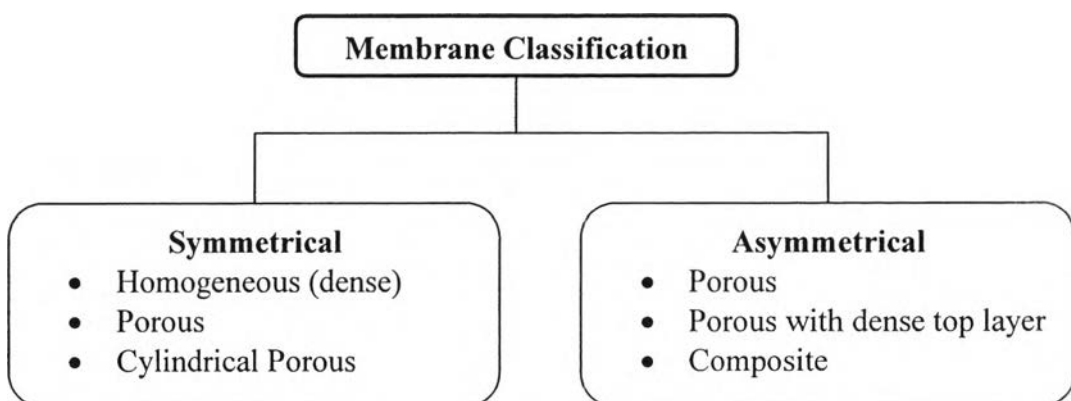 Membrane Classification
Symmetrical
• Homogeneous (dense)
• Porous
• Cylindrical Porous
Asymmetrical
• Porous
• Porous with dense top layer
• Composite